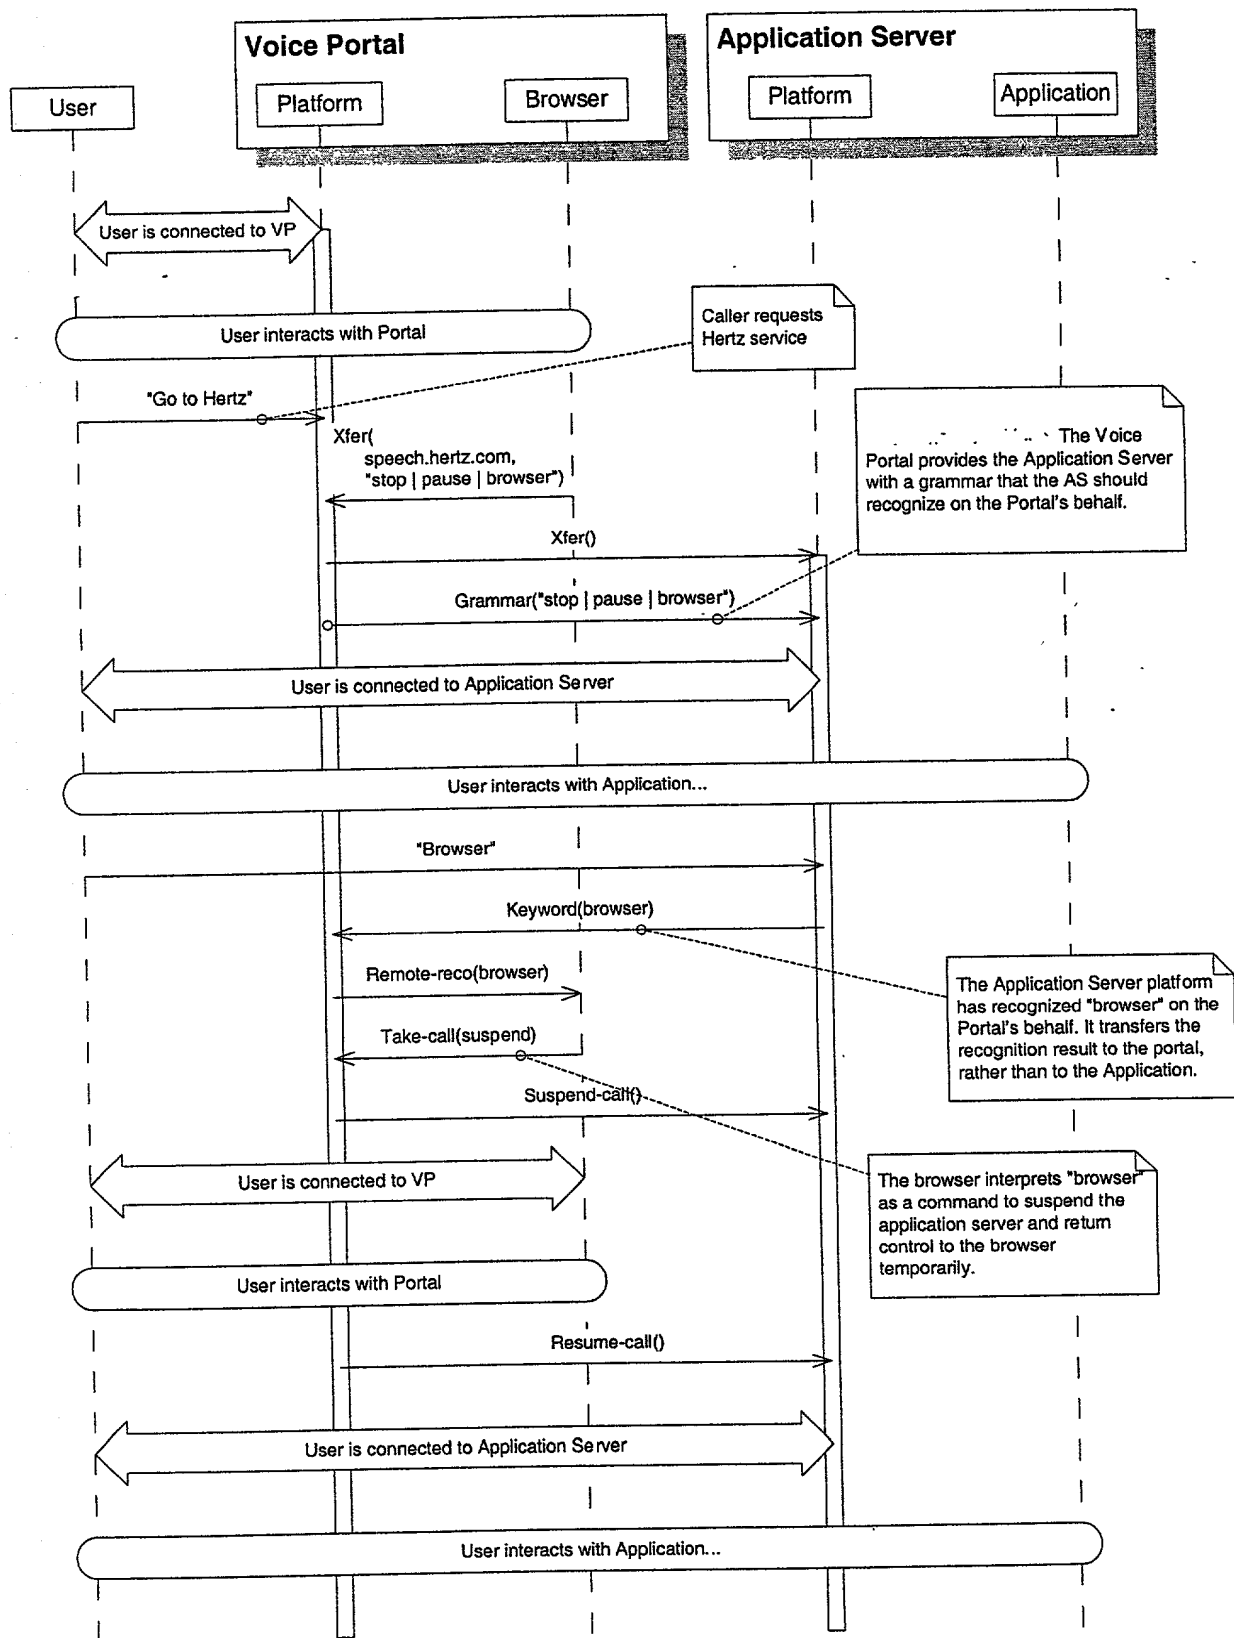 Voice Portal
Application Server
User
Platform
Browser
Platform
Application
User is connected to VP
User interacts with Portal
Caller requests
Hertz service
"Go to Hertz"
Xfer(
speech.hertz.com,
"stop | pause | browser")
The Voice
Portal provides the Application Server
with a grammar that the AS should
recognize on the Portal's behalf.
Xfer()
Grammar("stop | pause | browser")
User is connected to Application Server
User interacts with Application...
"Browser"
Keyword(browser)
Remote-reco(browser)
The Application Server platform
has recognized "browser" on the
Portal's behalf. It transfers the
recognition result to the portal,
rather than to the Application.
Take-call(suspend)
Suspend-call()
User is connected to VP
The browser interprets "browser"
as a command to suspend the
application server and return
control to the browser
temporarily.
User interacts with Portal
Resume-call()
User is connected to Application Server
User interacts with Application...